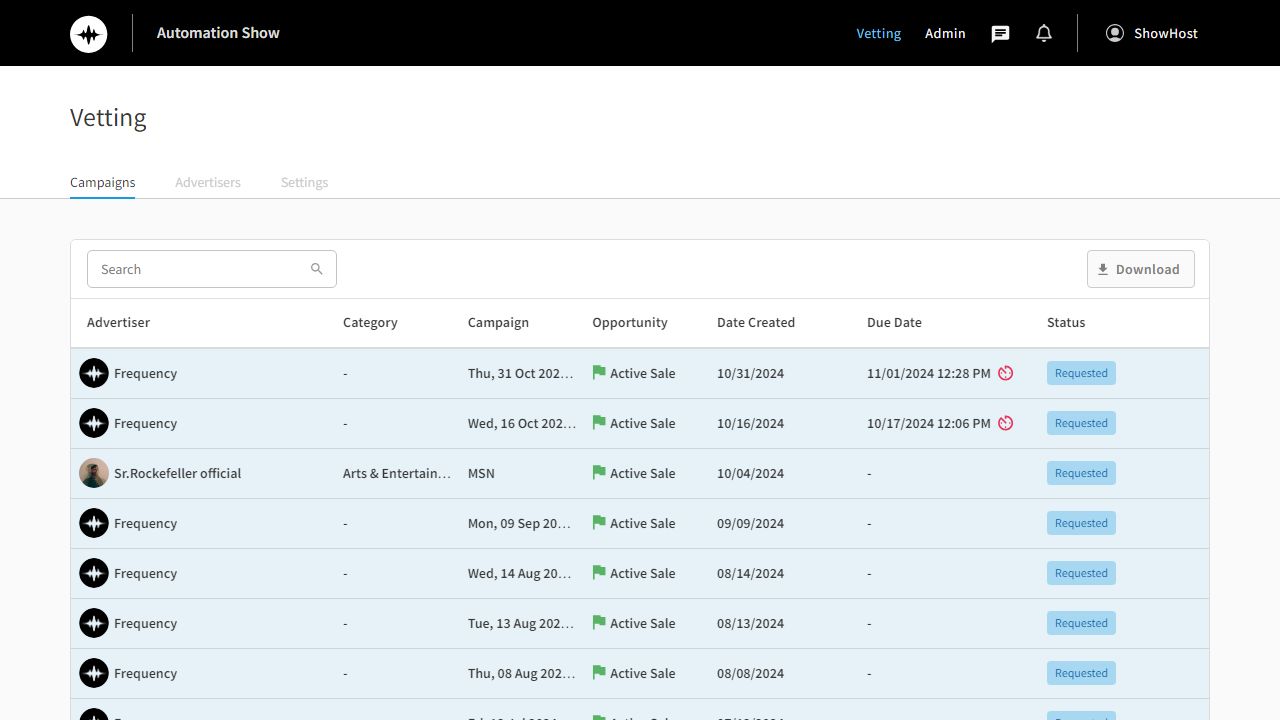 Automation Show
Vetting Admin ShowHost
Vetting
Campaigns Advertisers Settings
Search Download
Advertiser Category Campaign Opportunity Date Created Due Date Status
Frequency - Thu, 31 Oct 202... Active Sale 10/31/2024 11/01/2024 12:28 PM Requested
Frequency - Wed, 16 Oct 202... Active Sale 10/16/2024 10/17/2024 12:06 PM Requested
Sr.Rockefeller official Arts & Entertain... MSN Active Sale 10/04/2024 - Requested
Frequency - Mon, 09 Sep 20... Active Sale 09/09/2024 - Requested
Frequency - Wed, 14 Aug 20... Active Sale 08/14/2024 - Requested
Frequency - Tue, 13 Aug 202... Active Sale 08/13/2024 - Requested
Frequency - Thu, 08 Aug 202... Active Sale 08/08/2024 - Requested